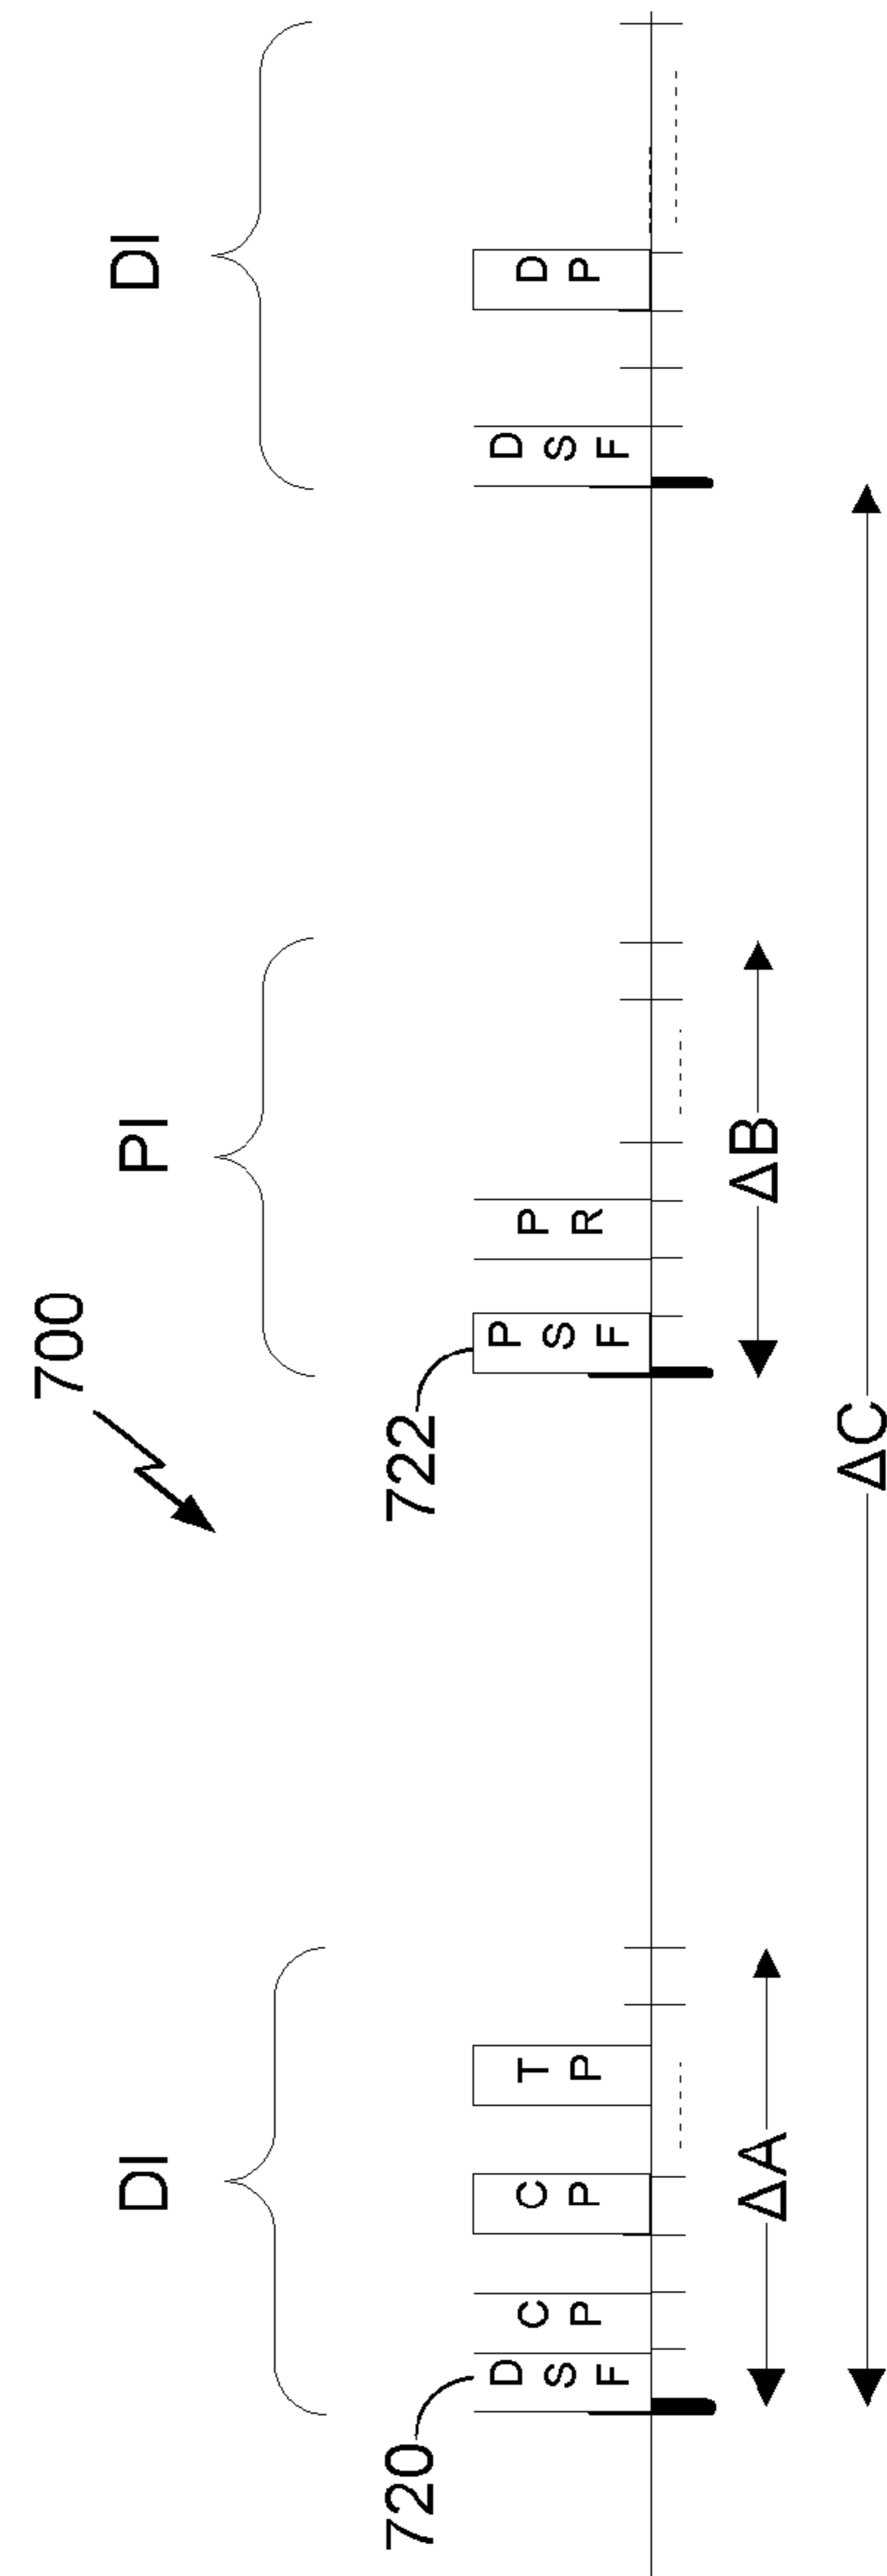 700
DI
PI
DI
720
DSF
CP
CP
TP
722
PSF
PR
DSF
DP
ΔA
ΔB
ΔC